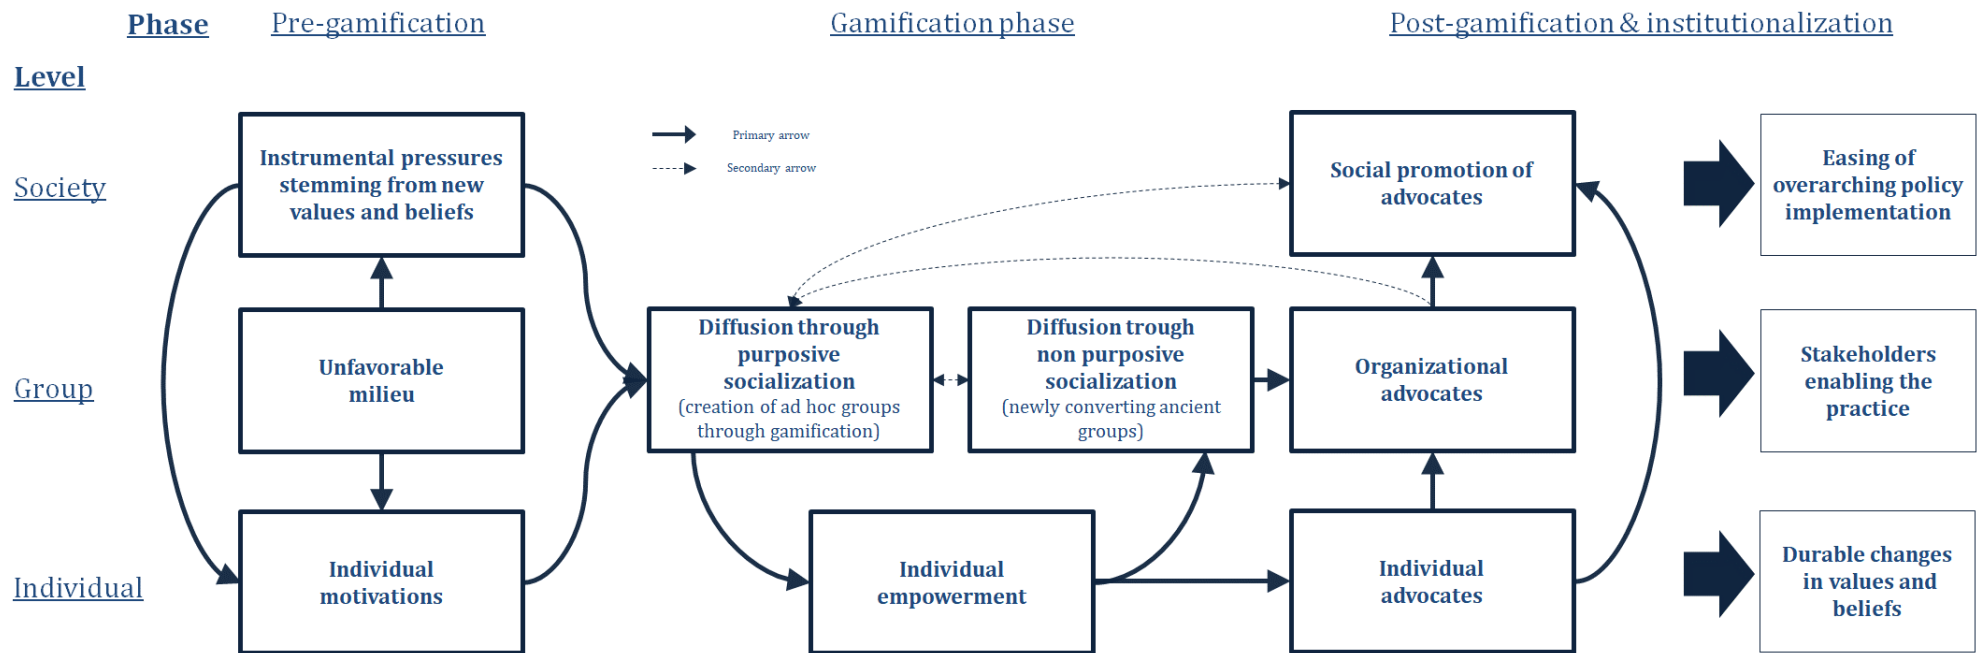 Phase
Pre-gamification
Gamification phase
Post-gamification & institutionalization
Level
Society
Instrumental pressures
stemming from new
values and beliefs
Primary arrow
Secondary arrow
Social promotion of
advocates
Easing of
overarching policy
implementation
Group
Unfavorable
milieu
Diffusion through
purposive
socialization
(creation of ad hoc groups
through gamification)
Diffusion trough
non purposive
socialization
(newly converting ancient
groups)
Organizational
advocates
Stakeholders
enabling the
practice
Individual
Individual
motivations
Individual
empowerment
Individual
advocates
Durable changes
in values and
beliefs